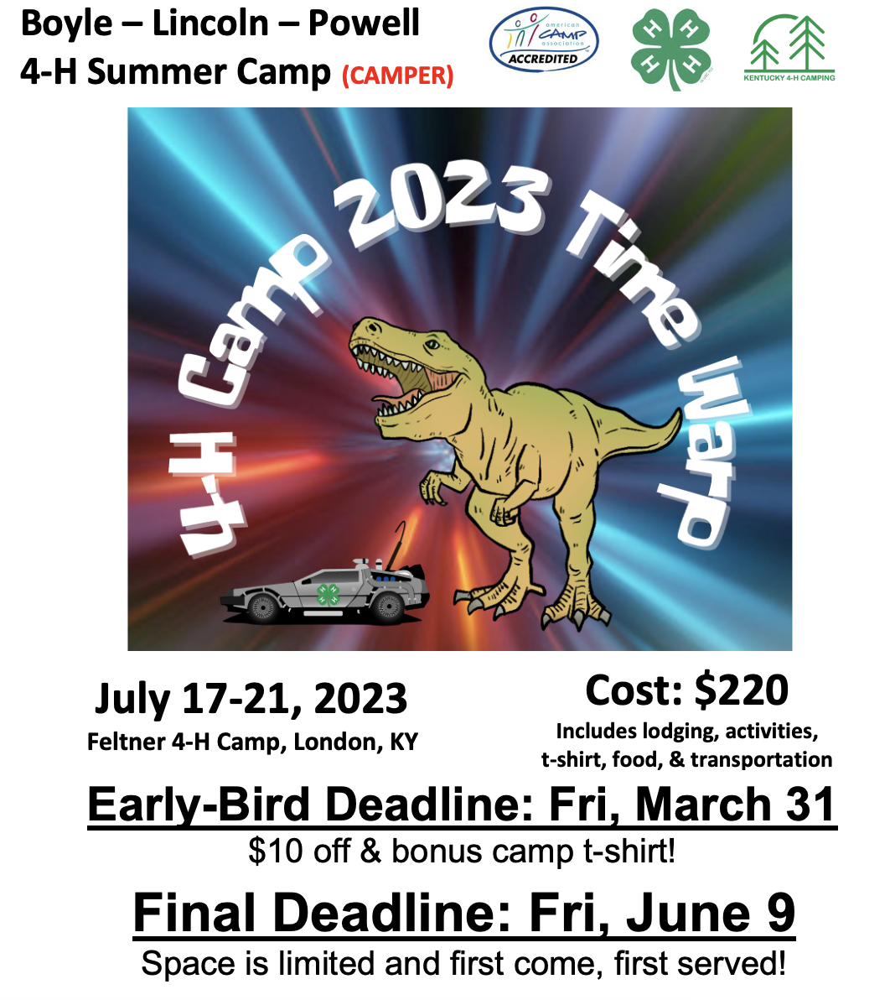 Boyle – Lincoln – Powell
4-H Summer Camp (CAMPER)
american
CAMP
association
ACCREDITED
H H
H H
KENTUCKY 4-H CAMPING
4-H Camp 2023 Time Warp
H H
H H
July 17-21, 2023
Feltner 4-H Camp, London, KY
Cost: $220
Includes lodging, activities,
t-shirt, food, & transportation
Early-Bird Deadline: Fri, March 31
$10 off & bonus camp t-shirt!
Final Deadline: Fri, June 9
Space is limited and first come, first served!